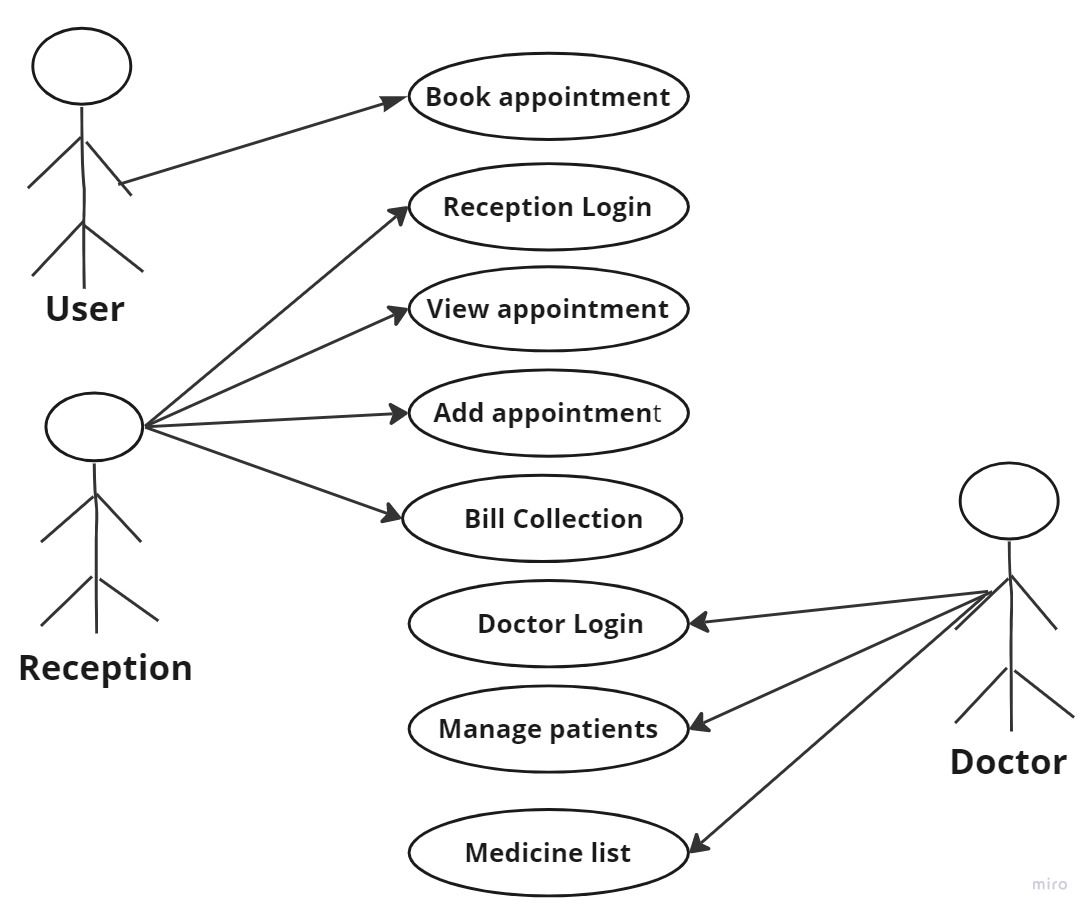 Book appointment
Reception Login
View appointment
User
Add appointment
Bill Collection
Doctor Login
Reception
Manage patients
Doctor
Medicine list
miro